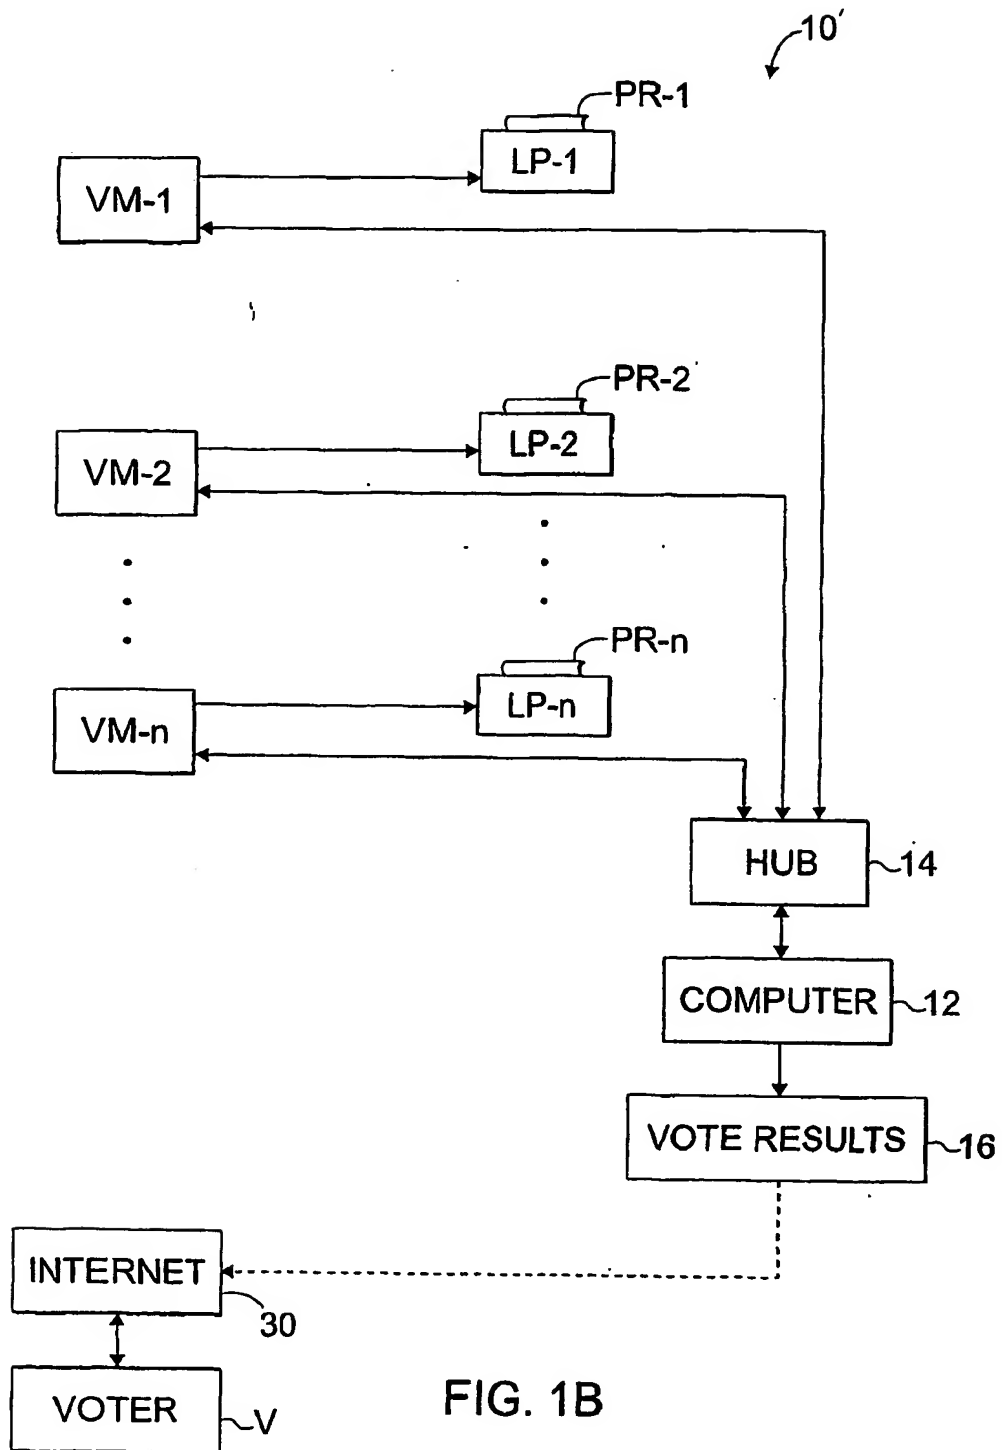 10'
PR-1
LP-1
VM-1
PR-2
LP-2
VM-2
PR-n
LP-n
VM-n
HUB
14
COMPUTER
12
VOTE RESULTS
16
INTERNET
30
VOTER
V
FIG. 1B